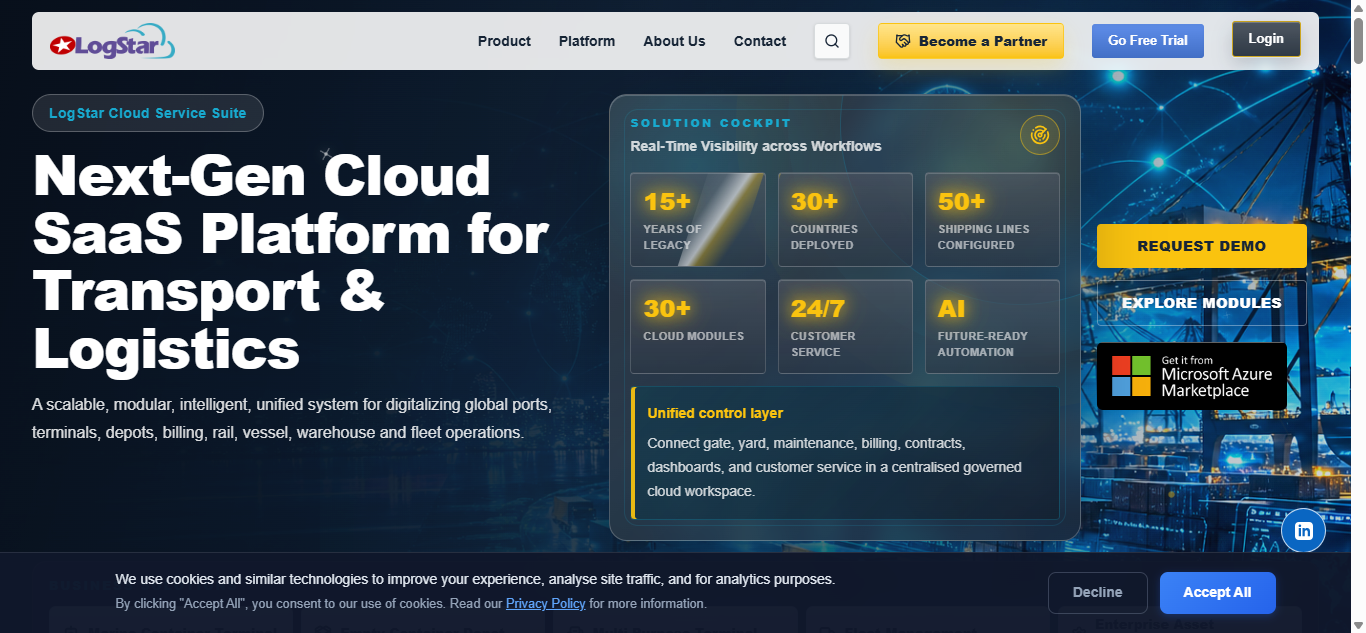 LogStar
Product
Platform
About Us
Contact
Become a Partner
Go Free Trial
Login
LogStar Cloud Service Suite
Next-Gen Cloud
SaaS Platform for
Transport &
Logistics
A scalable, modular, intelligent, unified system for digitalizing global ports,
terminals, depots, billing, rail, vessel, warehouse and fleet operations.
SOLUTION COCKPIT
Real-Time Visibility across Workflows
15+
YEARS OF
LEGACY
30+
COUNTRIES
DEPLOYED
50+
SHIPPING LINES
CONFIGURED
30+
CLOUD MODULES
24/7
CUSTOMER
SERVICE
AI
FUTURE-READY
AUTOMATION
Unified control layer
Connect gate, yard, maintenance, billing, contracts,
dashboards, and customer service in a centralised governed
cloud workspace.
REQUEST DEMO
EXPLORE MODULES
Get it from
Microsoft Azure
Marketplace
in
We use cookies and similar technologies to improve your experience, analyse site traffic, and for analytics purposes.
By clicking "Accept All", you consent to our use of cookies. Read our Privacy Policy for more information.
Decline
Accept All
Enterprise Asset